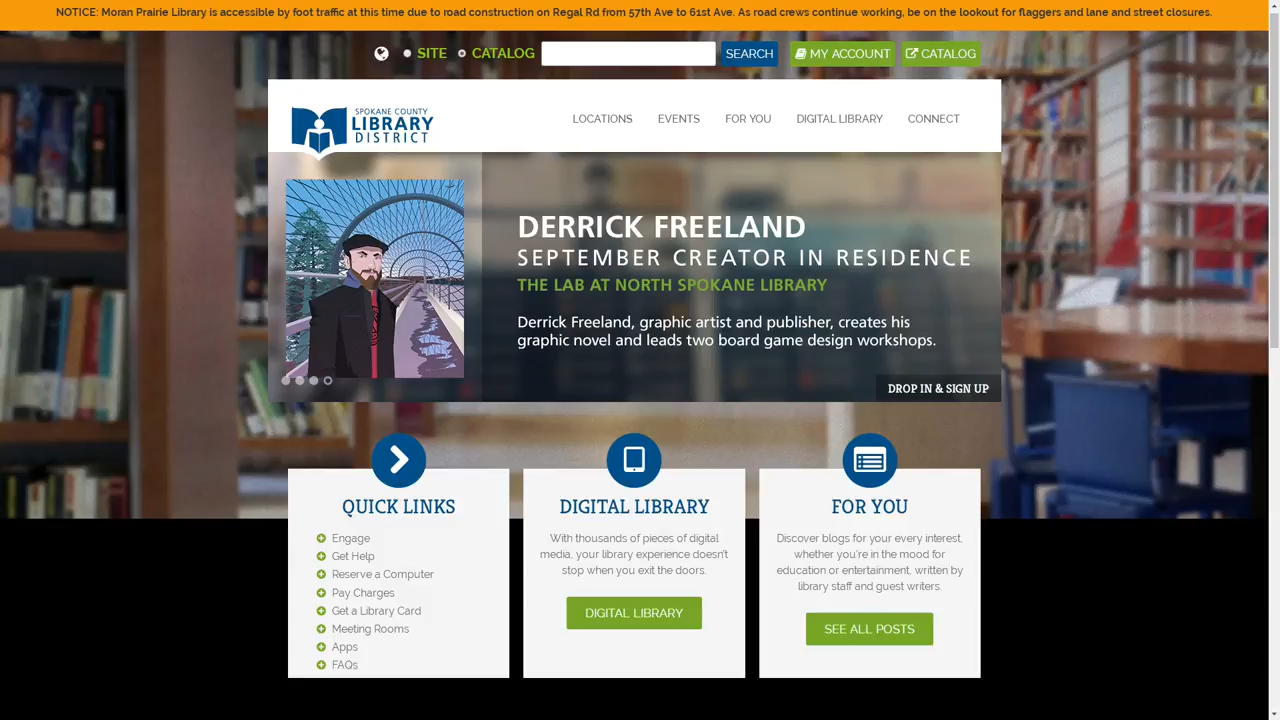 NOTICE: Moran Prairie Library is accessible by foot traffic at this time due to road construction on Regal Rd from 57th Ave to 61st Ave. As road crews continue working, be on the lookout for flaggers and lane and street closures.
SITE CATALOG SEARCH MY ACCOUNT CATALOG
SPOKANE COUNTY
LIBRARY
DISTRICT
LOCATIONS EVENTS FOR YOU DIGITAL LIBRARY CONNECT
DERRICK FREELAND
SEPTEMBER CREATOR IN RESIDENCE
THE LAB AT NORTH SPOKANE LIBRARY
Derrick Freeland, graphic artist and publisher, creates his
graphic novel and leads two board game design workshops.
DROP IN & SIGN UP
QUICK LINKS
Engage
Get Help
Reserve a Computer
Pay Charges
Get a Library Card
Meeting Rooms
Apps
FAQs
DIGITAL LIBRARY
With thousands of pieces of digital
media, your library experience doesn't
stop when you exit the doors.
DIGITAL LIBRARY
FOR YOU
Discover blogs for your every interest,
whether you're in the mood for
education or entertainment, written by
library staff and guest writers.
SEE ALL POSTS